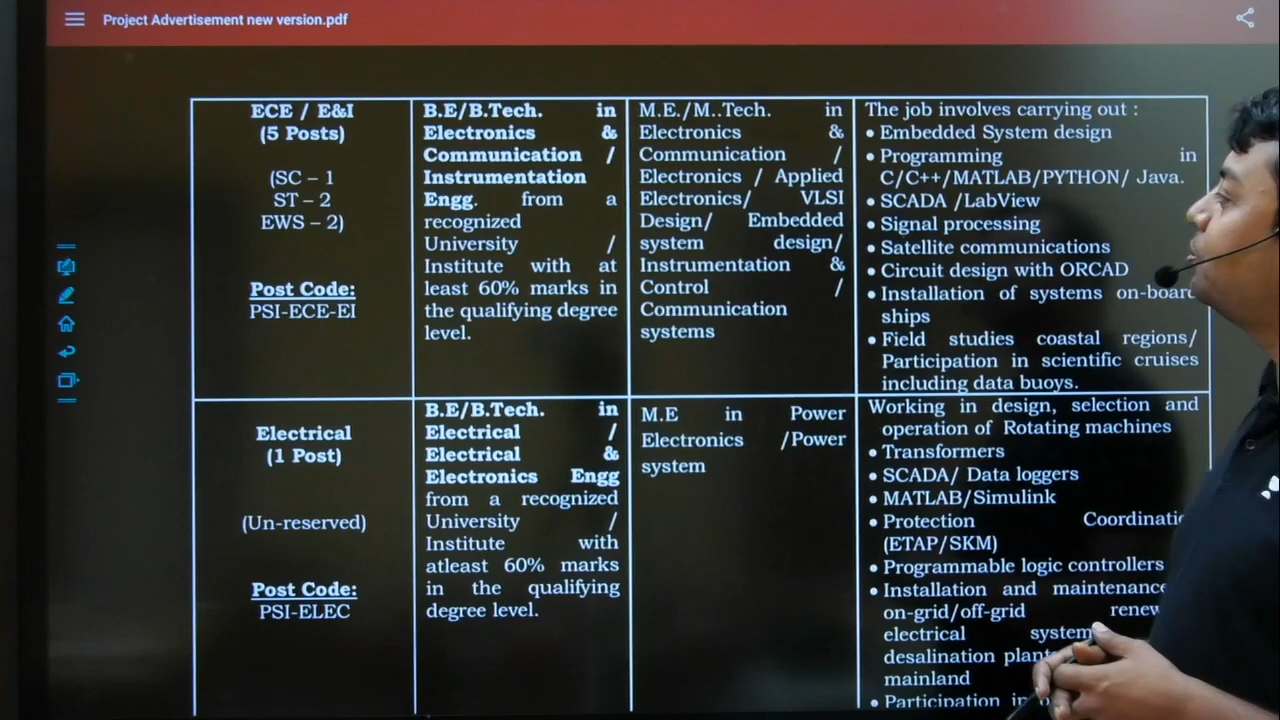 Project Advertisement new version.pdf
ECE / E&I
(5 Posts)
(SC – 1
ST – 2
EWS – 2)
Post Code:
PSI-ECE-EI
B.E/B.Tech. in
Electronics &
Communication /
Instrumentation
Engg. from a
recognized
University /
Institute with at
least 60% marks in
the qualifying degree
level.
M.E./M..Tech. in
Electronics &
Communication /
Electronics / Applied
Electronics/ VLSI
Design/ Embedded
system design/
Instrumentation &
Control /
Communication
systems
The job involves carrying out :
• Embedded System design
• Programming in
C/C++/MATLAB/PYTHON/ Java.
• SCADA /LabView
• Signal processing
• Satellite communications
• Circuit design with ORCAD
• Installation of systems on-board
ships
• Field studies coastal regions/
Participation in scientific cruises
including data buoys.
Electrical
(1 Post)
(Un-reserved)
Post Code:
PSI-ELEC
B.E/B.Tech. in
Electrical /
Electrical &
Electronics Engg
from a recognized
University /
Institute with
atleast 60% marks
in the qualifying
degree level.
M.E in Power
Electronics /Power
system
Working in design, selection and
operation of Rotating machines
• Transformers
• SCADA/ Data loggers
• MATLAB/Simulink
• Protection
(ETAP/SKM)
• Programmable logic controllers
• Installation and maintenance
on-grid/off-grid
electrical
desalination
mainland
• Participation